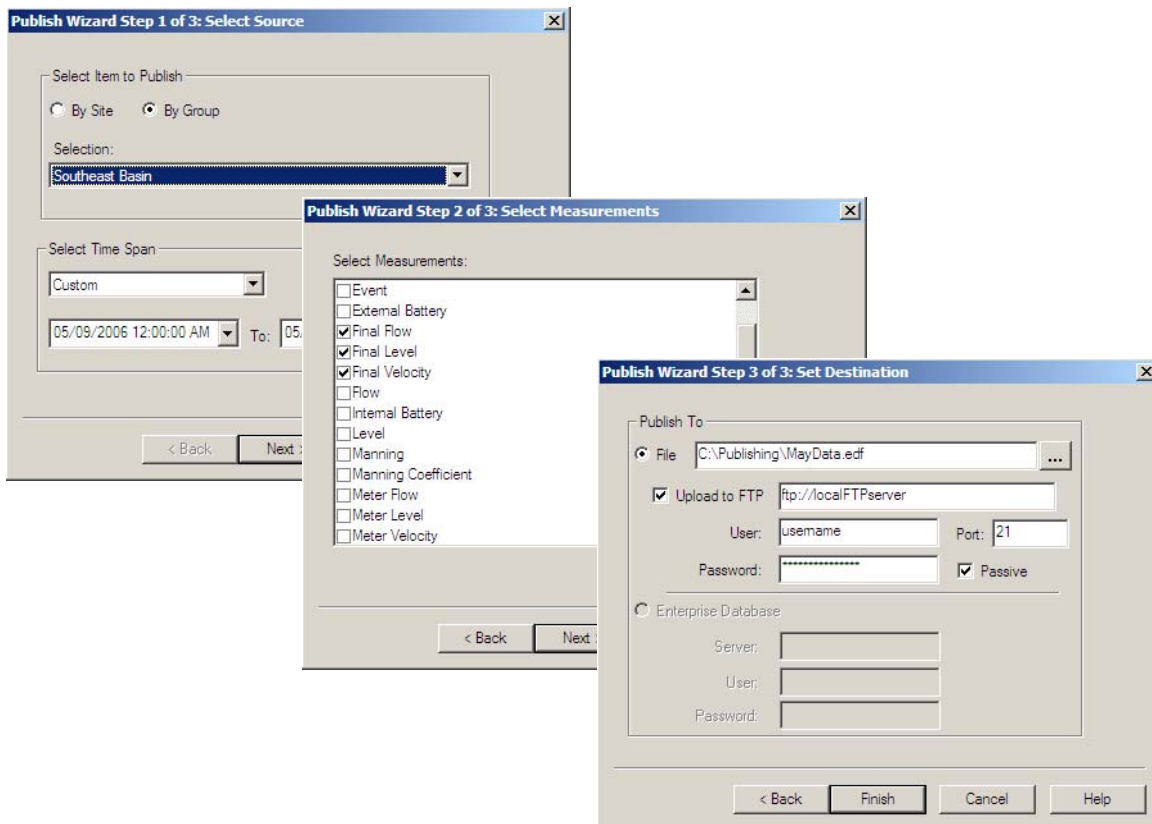 Publish Wizard Step 1 of 3: Select Source
Select Item to Publish
By Site By Group
Selection:
Southeast Basin
Select Time Span
Custom
05/09/2006 12:00:00 AM To: 05
< Back Next >
Publish Wizard Step 2 of 3: Select Measurements
Select Measurements:
Event
External Battery
Final Flow
Final Level
Final Velocity
Flow
Internal Battery
Level
Manning
Manning Coefficient
Meter Flow
Meter Level
Meter Velocity
< Back Next
Publish Wizard Step 3 of 3: Set Destination
Publish To
File C:\Publishing\MayData.edf ...
Upload to FTP ftp://localFTPserver
User: username Port: 21
Password: *************** Passive
Enterprise Database
Server:
User:
Password:
< Back Finish Cancel Help